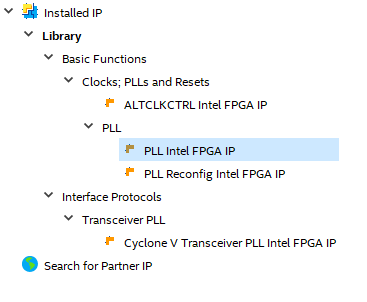 Installed IP
Library
Basic Functions
Clocks; PLLs and Resets
ALTCLKCTRL Intel FPGA IP
PLL
PLL Intel FPGA IP
PLL Reconfig Intel FPGA IP
Interface Protocols
Transceiver PLL
Cyclone V Transceiver PLL Intel FPGA IP
Search for Partner IP